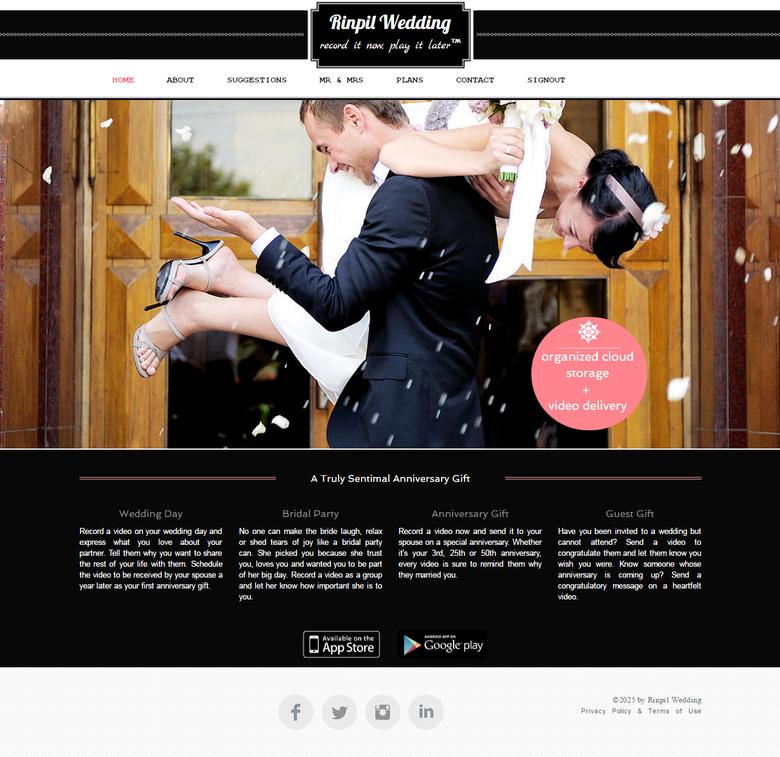 Rinpil Wedding
record it now, play it later™
HOME ABOUT SUGGESTIONS MR & MRS PLANS CONTACT SIGNOUT
organized cloud
storage
+
video delivery
A Truly Sentimal Anniversary Gift
Wedding Day
Record a video on your wedding day and
express what you love about your
partner. Tell them why you want to share
the rest of your life with them. Schedule
the video to be received by your spouse a
year later as your first anniversary gift.
Bridal Party
No one can make the bride laugh, relax
or shed tears of joy like a bridal party
can. She picked you because she trust
you, loves you and wanted you to be part
of her big day. Record a video as a group
and let her know how important she is to
you.
Anniversary Gift
Record a video now and send it to your
spouse on a special anniversary. Whether
it's your 3rd, 25th or 50th anniversary,
every video is sure to remind them why
they married you.
Guest Gift
Have you been invited to a wedding but
cannot attend? Send a video to
congratulate them and let them know you
wish you were. Know someone whose
anniversary is coming up? Send a
congratulatory message on a heartfelt
video.
Available on the
App Store
ANDROID APP ON
Google play
f
in
©2025 by Rinpil Wedding
Privacy Policy & Terms of Use